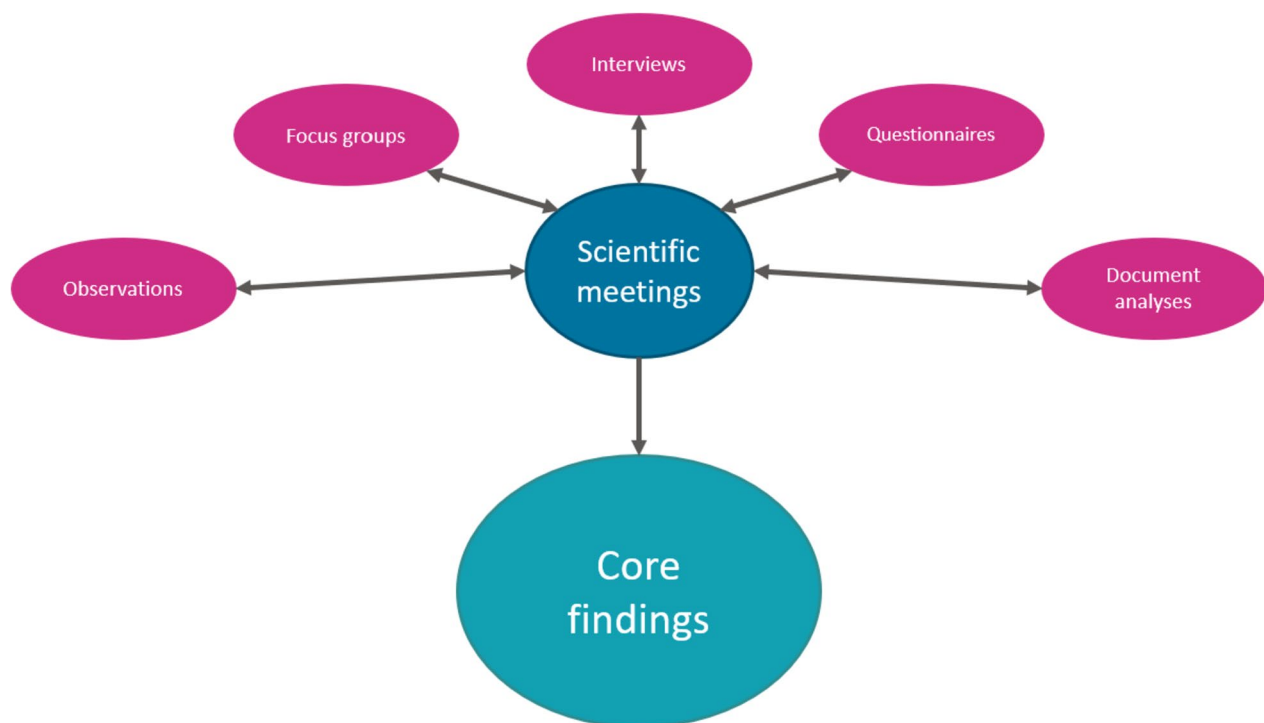 Interviews
Focus groups
Questionnaires
Scientific
meetings
Observations
Document
analyses
Core
findings